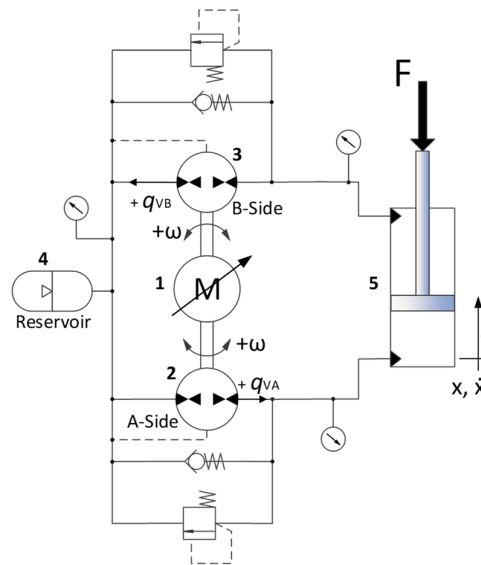 F
3
+ qVB
B-Side
+ω
4
1
M
5
Reservoir
+ω
2
+ qVA
A-Side
x, ẋ